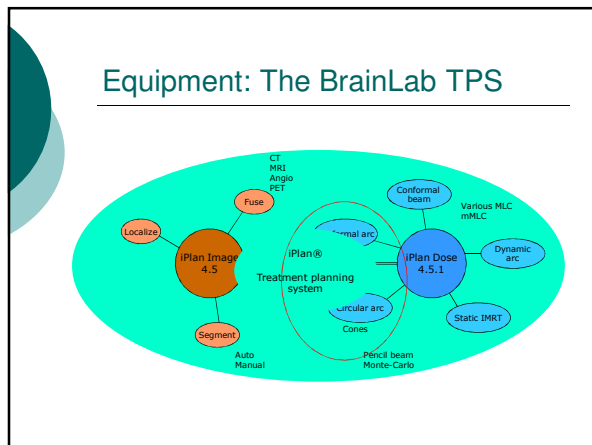 Equipment: The BrainLab TPS
CT
MRI
Angio
PET
Fuse
Localize
iPlan Image
4.5
Segment
Auto
Manual
iPlan®
Treatment planning
system
arc
Circular arc
Cones
Pencil beam
Monte-Carlo
Conformal
beam
Various MLC
mMLC
iPlan Dose
4.5.1
Dynamic
arc
Static IMRT